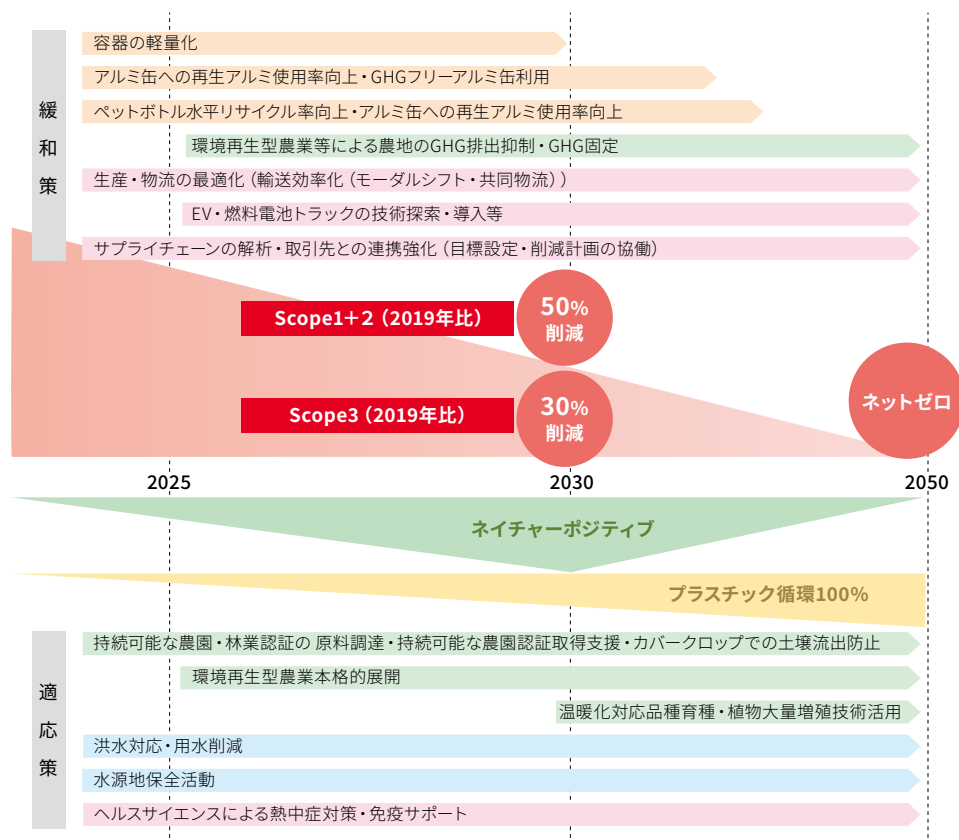 緩和策
容器の軽量化
アルミ缶への再生アルミ使用率向上・GHGフリーアルミ缶利用
ペットボトル水平リサイクル率向上・アルミ缶への再生アルミ使用率向上
環境再生型農業等による農地のGHG排出抑制・GHG固定
生産・物流の最適化（輸送効率化（モーダルシフト・共同物流））
EV・燃料電池トラックの技術探索・導入等
サプライチェーンの解析・取引先との連携強化（目標設定・削減計画の協働）
Scope1＋2（2019年比）
50%
削減
Scope3（2019年比）
30%
削減
ネットゼロ
2025
2030
2050
ネイチャーポジティブ
プラスチック循環100%
適応策
持続可能な農園・林業認証の 原料調達・持続可能な農園認証取得支援・カバークロップでの土壌流出防止
環境再生型農業本格的展開
温暖化対応品種育種・植物大量増殖技術活用
洪水対応・用水削減
水源地保全活動
ヘルスサイエンスによる熱中症対策・免疫サポート